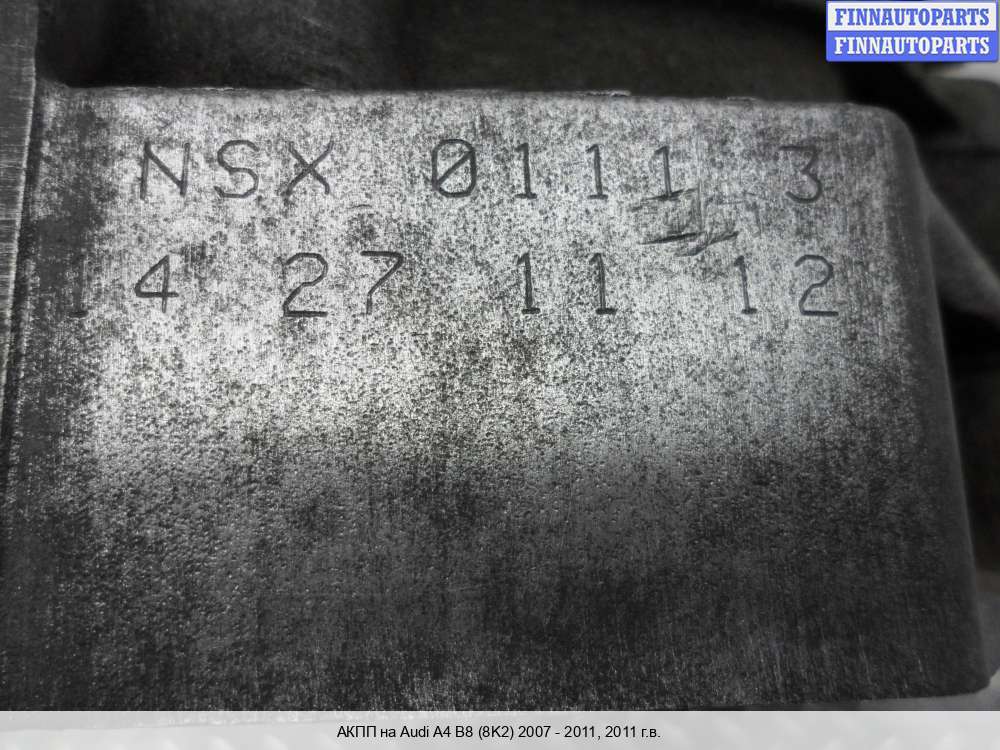 FINNAUTOPARTS
FINNAUTOPARTS
NSX 0111 3
14 27 11 12
АКПП на Audi A4 B8 (8K2) 2007 - 2011, 2011 г.в.